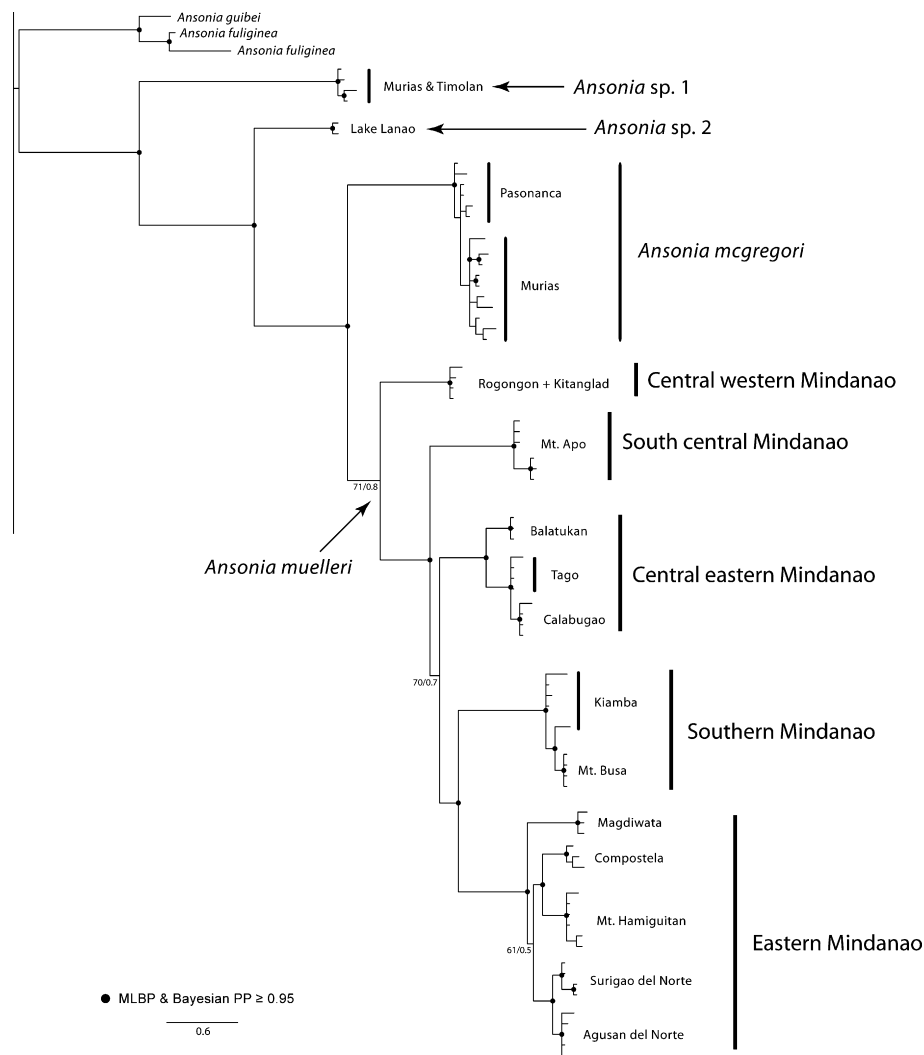 Ansonia guibei
Ansonia fuliginea
Ansonia fuliginea
Murias & Timolan
Ansonia sp. 1
Lake Lanao
Ansonia sp. 2
Pasonanca
Ansonia mcgregori
Murias
Rogongon + Kitanglad
Central western Mindanao
Mt. Apo
South central Mindanao
71/0.8
Ansonia muelleri
Balatukan
Tago
Central eastern Mindanao
Calabugao
70/0.7
Kiamba
Southern Mindanao
Mt. Busa
Magdiwata
Compostela
Mt. Hamiguitan
Eastern Mindanao
61/0.5
Surigao del Norte
MLBP & Bayesian PP ≥ 0.95
0.6
Agusan del Norte